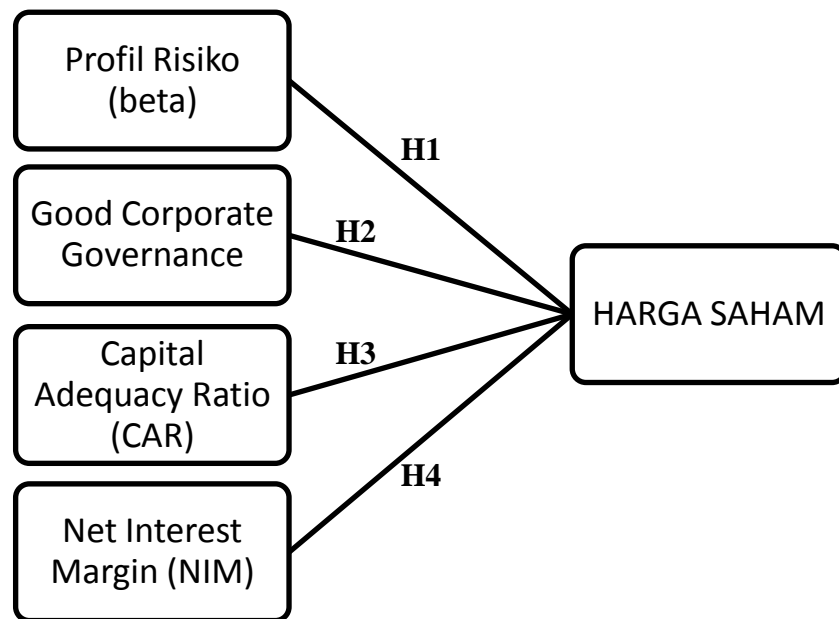 Profil Risiko
(beta)
H1
Good Corporate
Governance
H2
HARGA SAHAM
Capital
Adequacy Ratio
(CAR)
H3
H4
Net Interest
Margin (NIM)